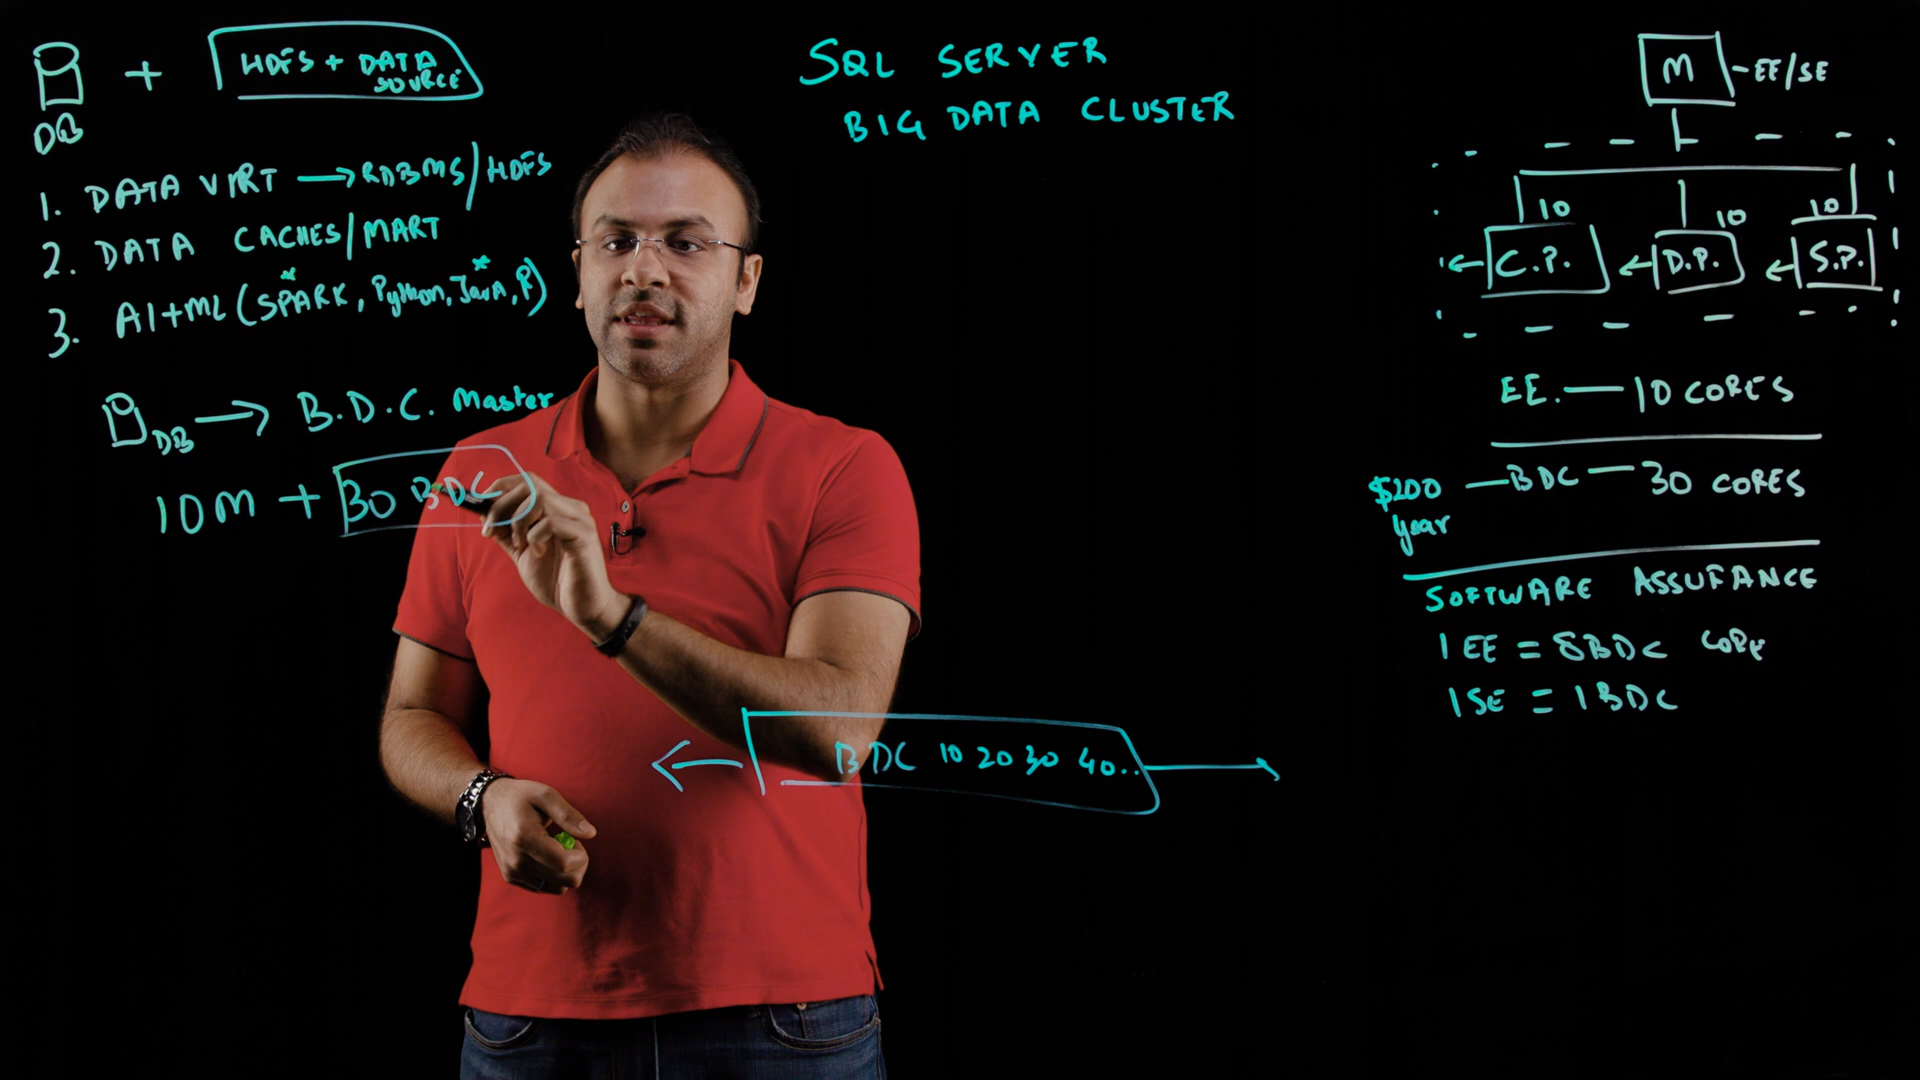 DB + HDFS + DATA SOURCE
1. DATA VIRT → RDBMS/HDFS
2. DATA CACHES/MART
3. AI+ML (SPARK*, Python, JavA*, R)
DB → B.D.C. Master
10M + 30 BDC
SQL SERVER
BIG DATA CLUSTER
BDC 10 20 30 40..
M - EE/SE
10 10 10
C.P. D.P. S.P.
EE. — 10 CORES
$200 year — BDC — 30 CORES
SOFTWARE ASSURANCE
1 EE = 8BDC CORE
1 SE = 1 BDC